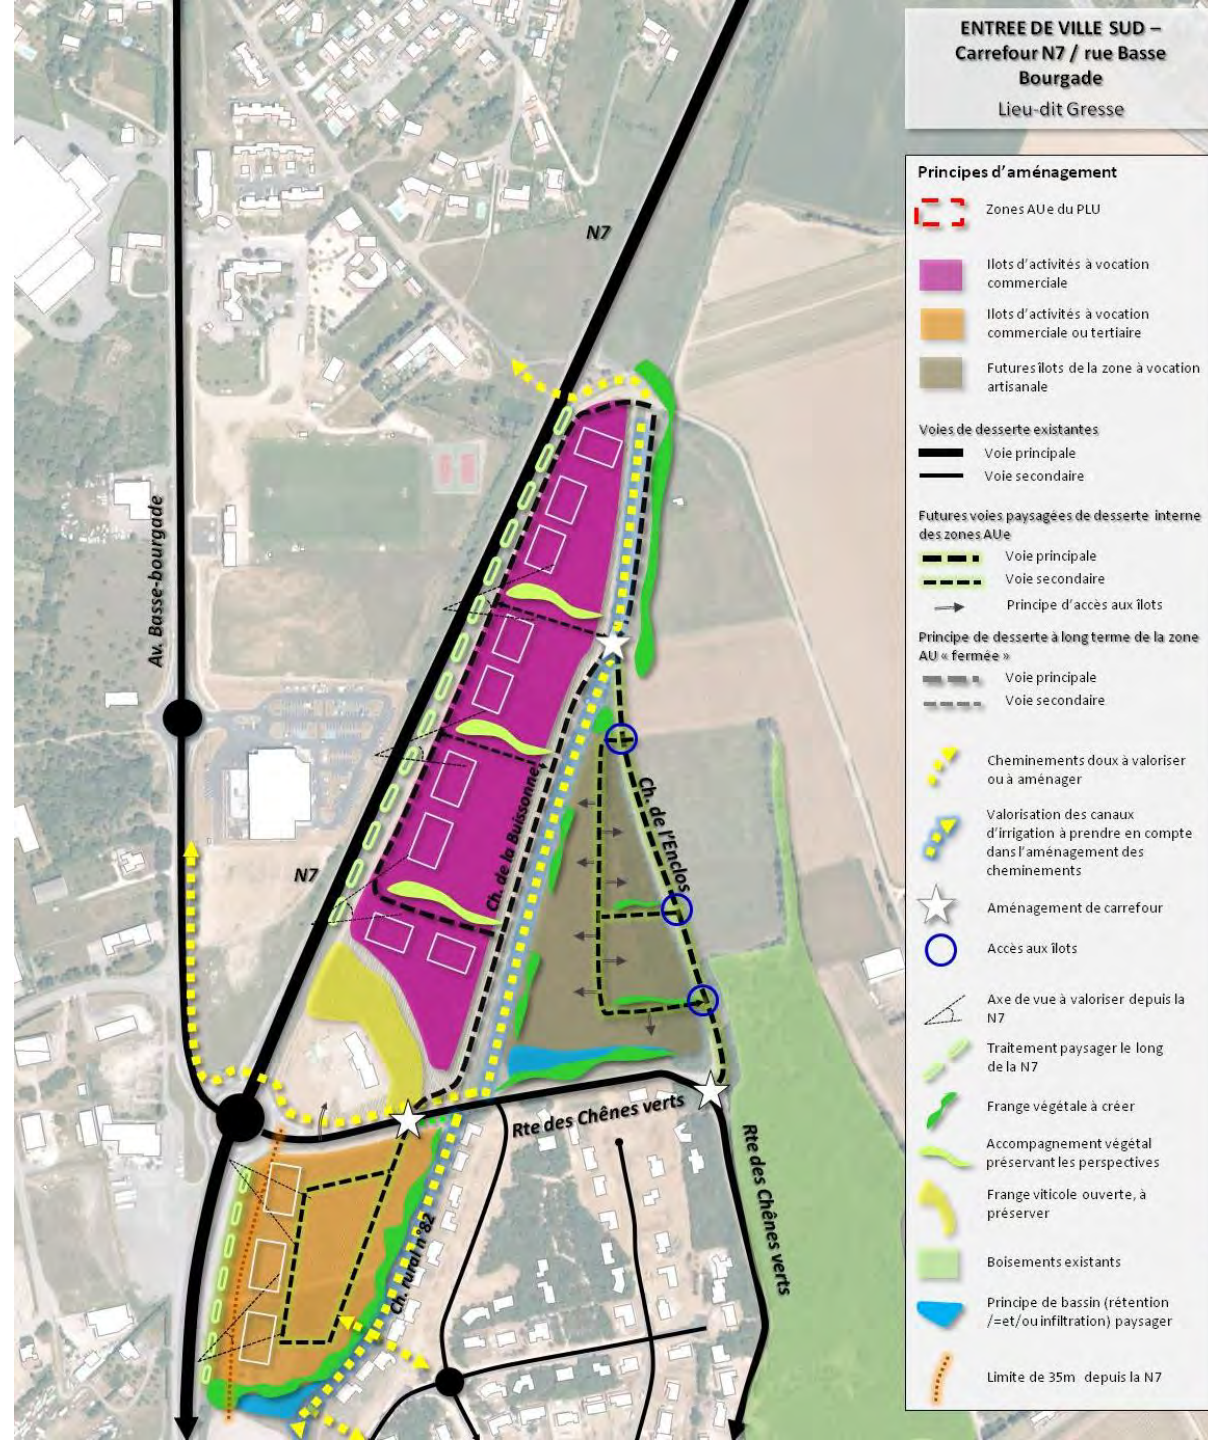 ENTREE DE VILLE SUD –
Carrefour N7 / rue Basse
Bourgade
Lieu-dit Gresse
Principes d'aménagement
Zones AUe du PLU
Ilots d'activités à vocation
commerciale
Ilots d'activités à vocation
commerciale ou tertiaire
Futures îlots de la zone à vocation
artisanale
Voies de desserte existantes
Voie principale
Voie secondaire
Futures voies paysagées de desserte interne
des zones AUe
Voie principale
Voie secondaire
Principe d'accès aux îlots
Principe de desserte à long terme de la zone
AU « fermée »
Voie principale
Voie secondaire
Cheminements doux à valoriser
ou à aménager
Valorisation des canaux
d'irrigation à prendre en compte
dans l'aménagement des
cheminements
Aménagement de carrefour
Accès aux îlots
Axe de vue à valoriser depuis la
N7
Traitement paysager le long
de la N7
Frange végétale à créer
Accompagnement végétal
préservant les perspectives
Frange viticole ouverte, à
préserver
Boisements existants
Principe de bassin (rétention
/=et/ou infiltration) paysager
Limite de 35m depuis la N7
N7
Av. Basse-bourgade
N7
Ch. de la Buissonne
Ch. de l'Enclos
Rte des Chênes verts
Rte des Chênes verts
Ch. rural n°82